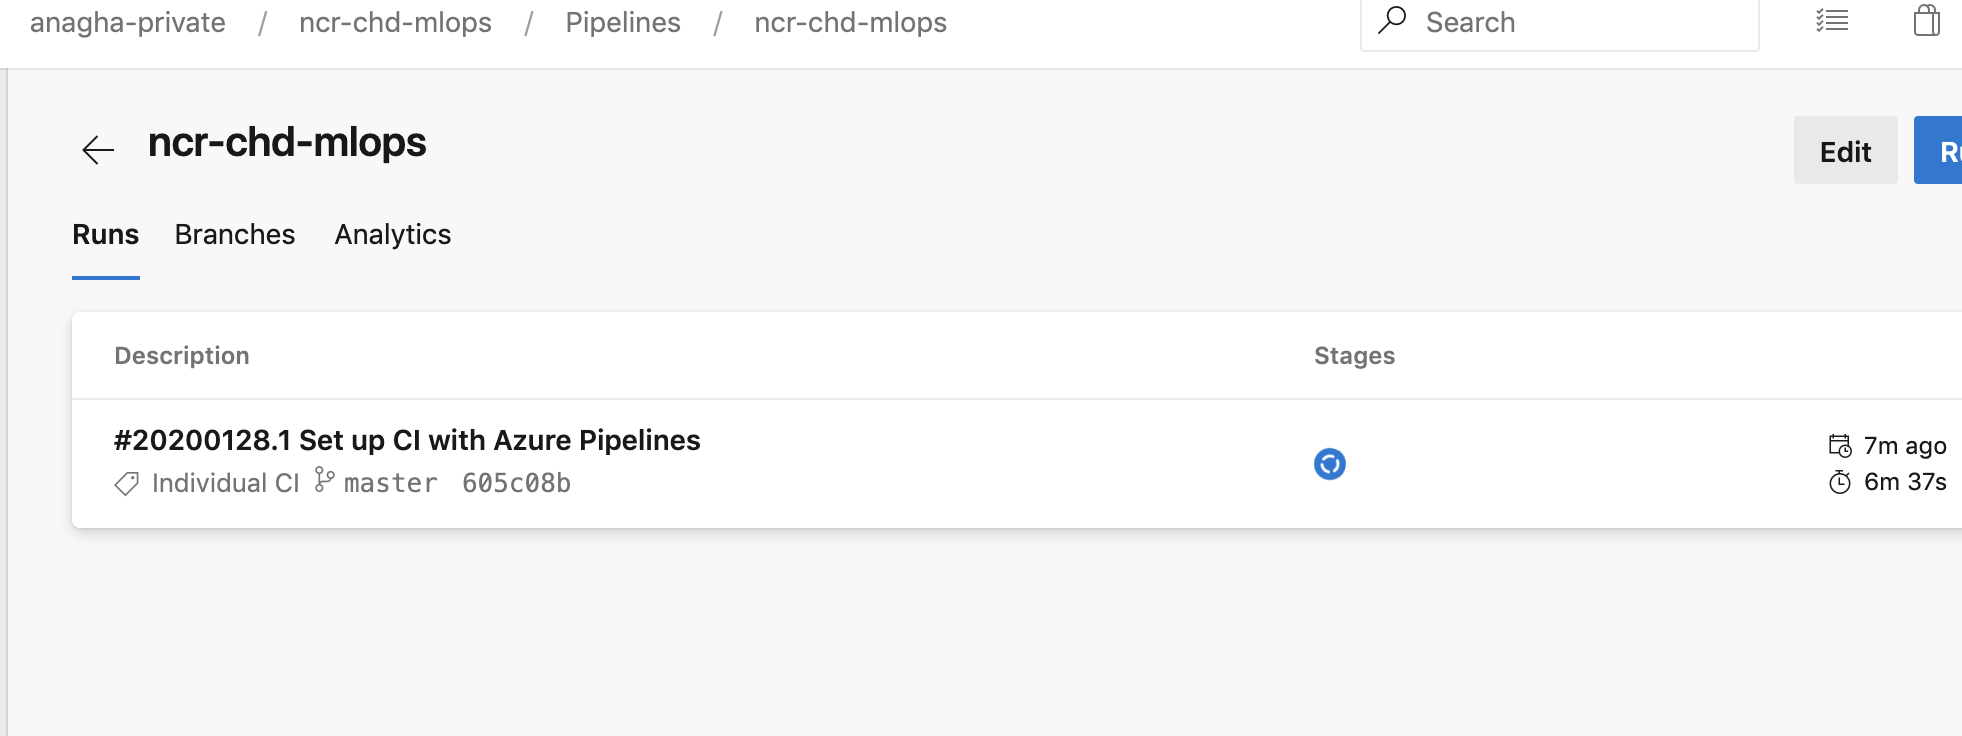 anagha-private / ncr-chd-mlops / Pipelines / ncr-chd-mlops
Search
ncr-chd-mlops
Edit
Runs Branches Analytics
Description Stages
#20200128.1 Set up CI with Azure Pipelines
Individual CI master 605c08b
7m ago
6m 37s